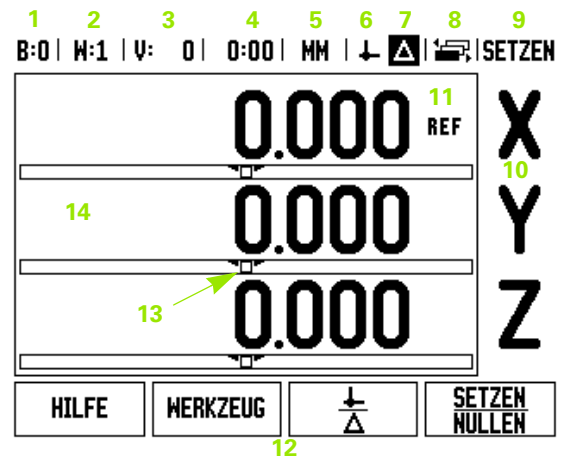 1 2 3 4 5 6 7 8 9
B:0 | W:1 | V: 0 | 0:00 | MM | Δ | SETZEN
0.000 REF 11 X
10
14 0.000 Y
13
0.000 Z
HILFE WERKZEUG Δ SETZEN
NULLEN
12